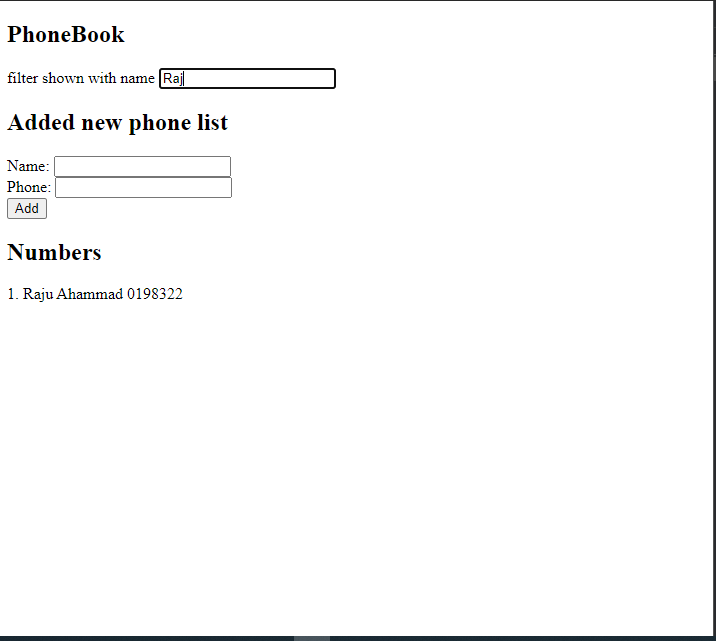 PhoneBook
filter shown with name Raj
Added new phone list
Name:
Phone:
Add
Numbers
1. Raju Ahammad 0198322